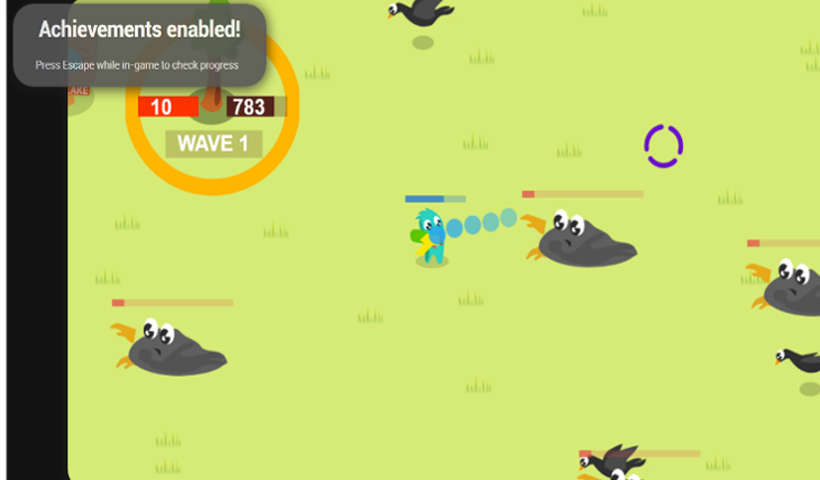 Achievements enabled!
Press Escape while in-game to check progress
10
783
WAVE 1